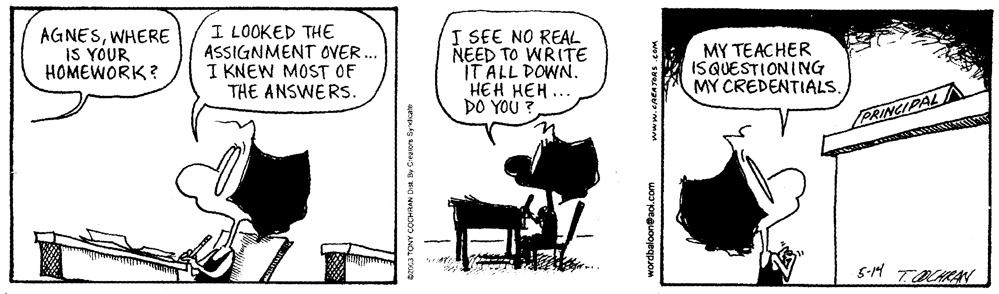 AGNES, WHERE
IS YOUR
HOMEWORK?
I LOOKED THE
ASSIGNMENT OVER...
I KNEW MOST OF
THE ANSWERS.
©2003 TONY COCHRAN Dist. By Creators Syndicate
I SEE NO REAL
NEED TO WRITE
IT ALL DOWN.
HEH HEH...
DO YOU?
wordbaloon@aol.com
WWW.CREATORS.COM
MY TEACHER
IS QUESTIONING
MY CREDENTIALS.
PRINCIPAL
5-14 T. COCHRAN